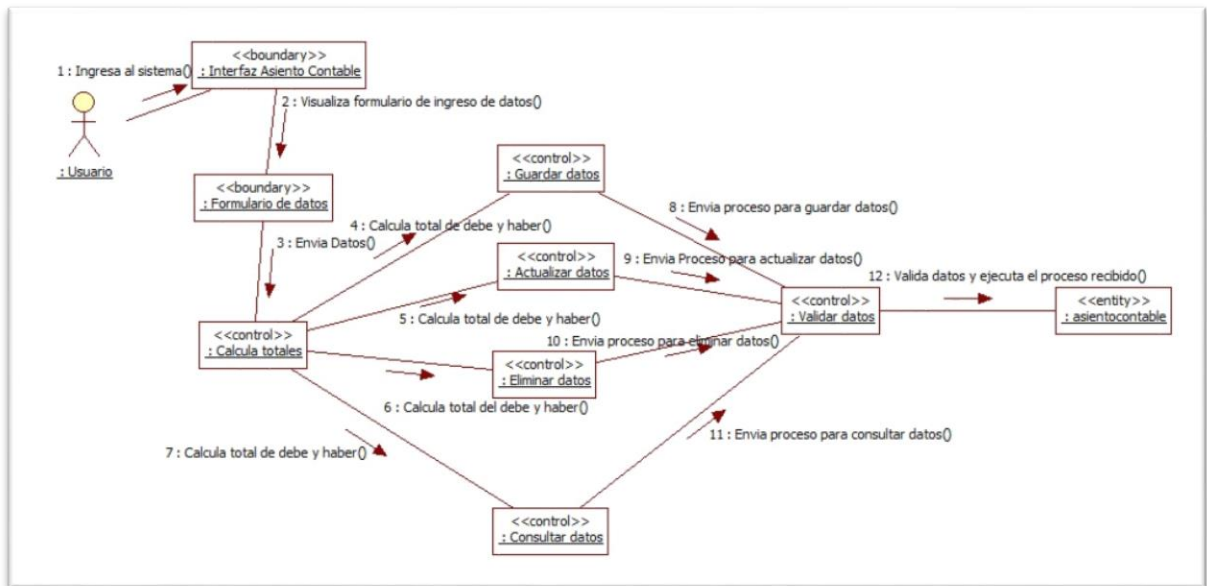 <<boundary>>
: Interfaz Asiento Contable
1 : Ingresa al sistema()
: Usuario
2 : Visualiza formulario de ingreso de datos()
<<boundary>>
: Formulario de datos
3 : Envia Datos()
<<control>>
: Calcula totales
4 : Calcula total de debe y haber()
<<control>>
: Guardar datos
5 : Calcula total de debe y haber()
<<control>>
: Actualizar datos
6 : Calcula total del debe y haber()
<<control>>
: Eliminar datos
7 : Calcula total de debe y haber()
<<control>>
: Consultar datos
8 : Envia proceso para guardar datos()
9 : Envia Proceso para actualizar datos()
10 : Envia proceso para eliminar datos()
11 : Envia proceso para consultar datos()
<<control>>
: Validar datos
12 : Valida datos y ejecuta el proceso recibido()
<<entity>>
: asientocontable